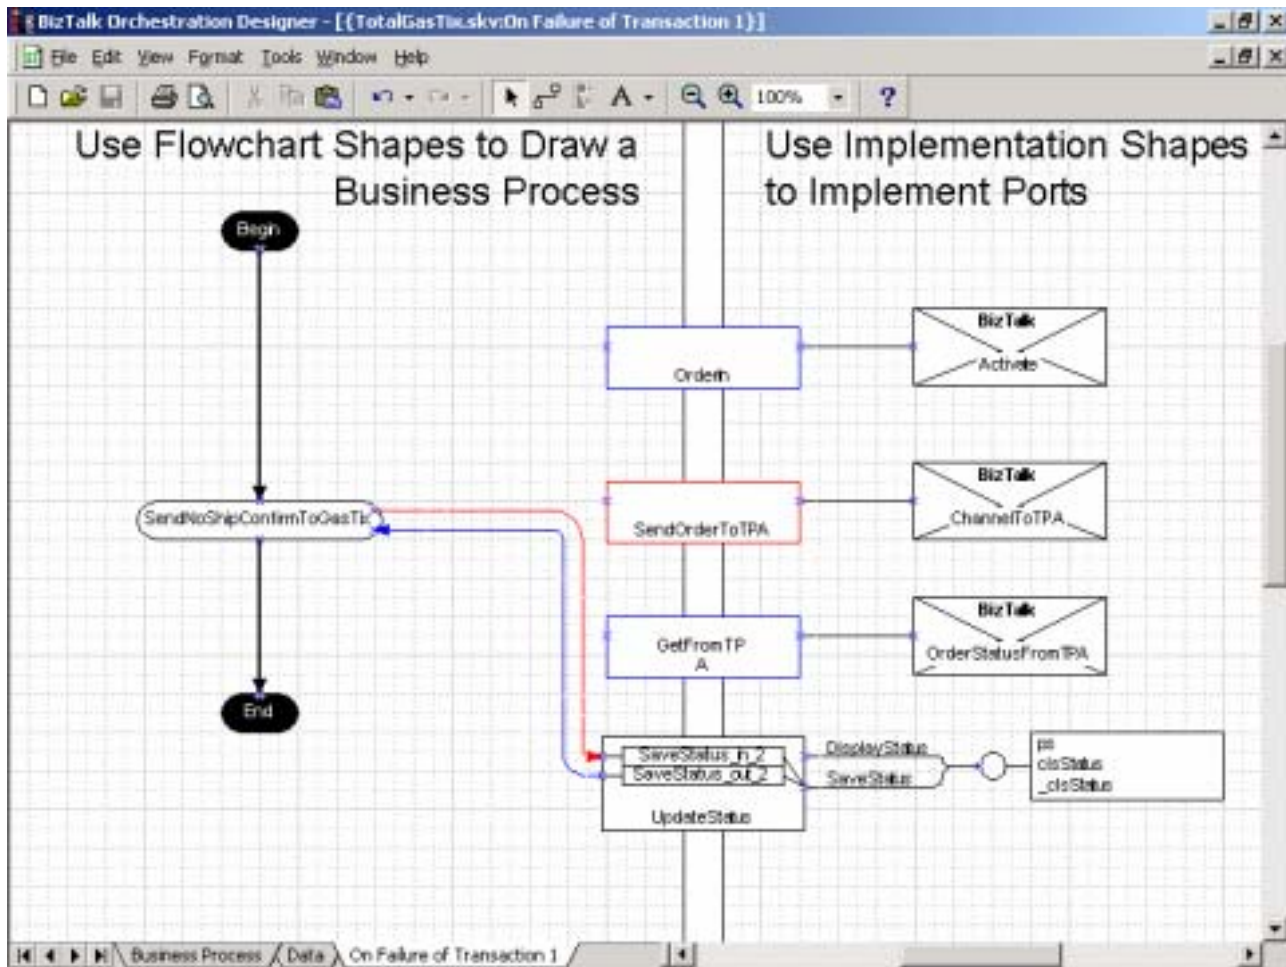 BizTalk Orchestration Designer - [{TotalGasTix.skv:On Failure of Transaction 1}]
File Edit View Format Tools Window Help
100%
Use Flowchart Shapes to Draw a
Business Process
Use Implementation Shapes
to Implement Ports
Begin
BizTalk
Activate
OrderIn
BizTalk
ChannelToTPA
SendNoShipConfirmToGasTix
SendOrderToTPA
BizTalk
OrderStatusFromTPA
GetFromTP
A
End
SaveStatus_in_2
SaveStatus_out_2
UpdateStatus
DisplayStatus
SaveStatus
clsStatus
_clsStatus
Business Process
Data
On Failure of Transaction 1